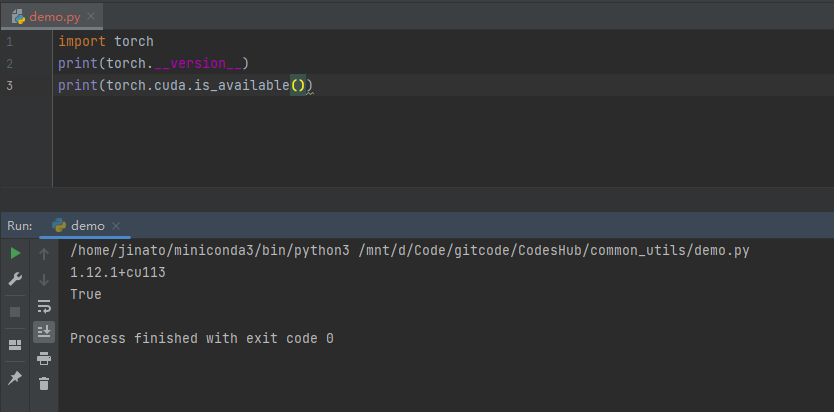 demo.py
1 import torch
2 print(torch.__version__)
3 print(torch.cuda.is_available())
Run: demo
/home/jinato/miniconda3/bin/python3 /mnt/d/Code/gitcode/CodesHub/common_utils/demo.py
1.12.1+cu113
True
Process finished with exit code 0